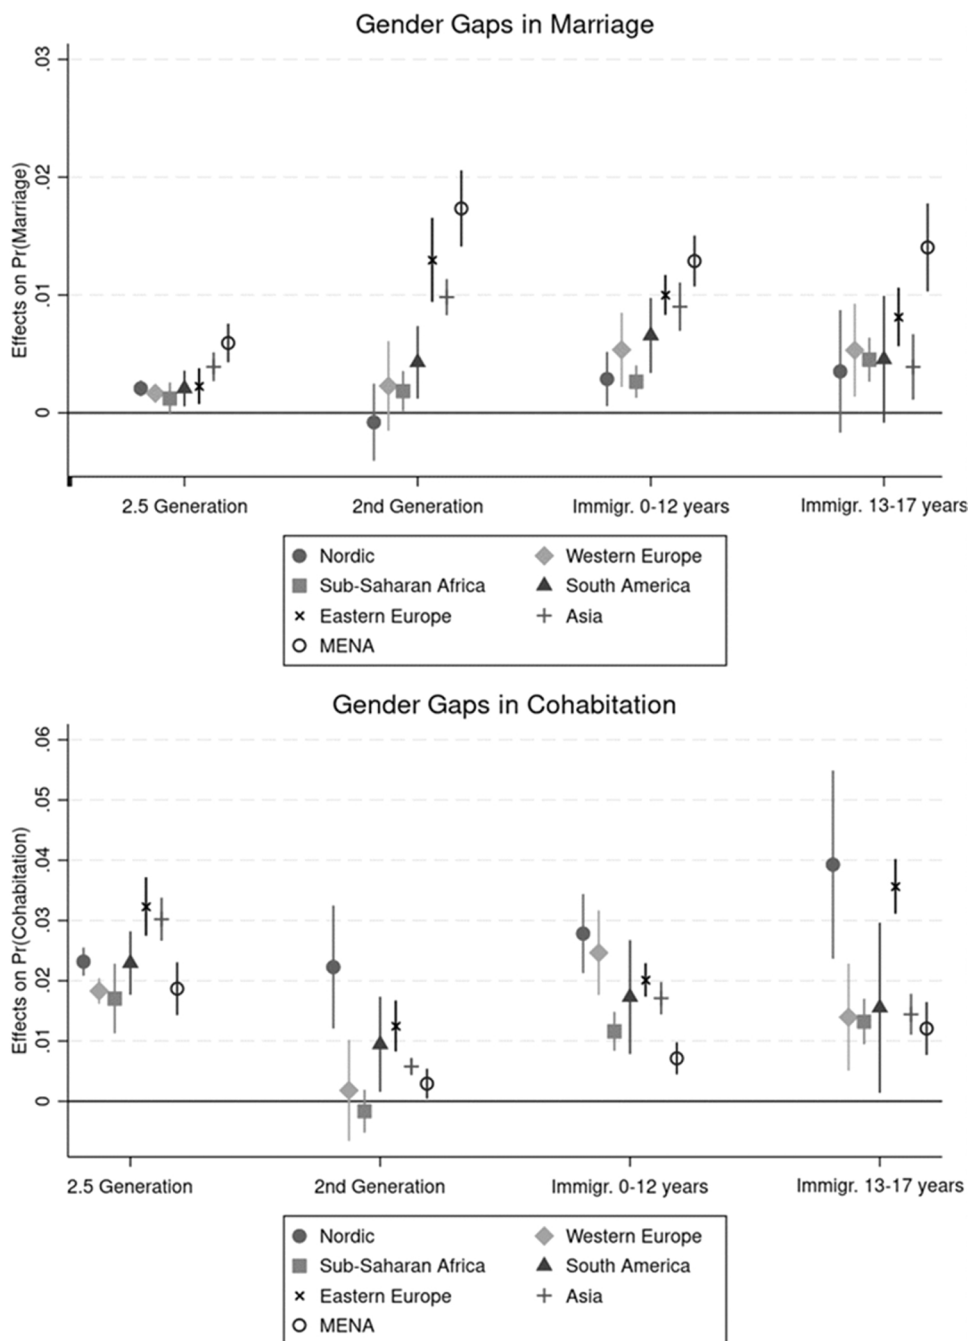 Gender Gaps in Marriage
Effects on Pr(Marriage)
.03
.02
.01
0
2.5 Generation
2nd Generation
Immigr. 0-12 years
Immigr. 13-17 years
Nordic
Western Europe
Sub-Saharan Africa
South America
Eastern Europe
Asia
MENA
Gender Gaps in Cohabitation
Effects on Pr(Cohabitation)
.06
.05
.04
.03
.02
.01
0
2.5 Generation
2nd Generation
Immigr. 0-12 years
Immigr. 13-17 years
Nordic
Western Europe
Sub-Saharan Africa
South America
Eastern Europe
Asia
MENA